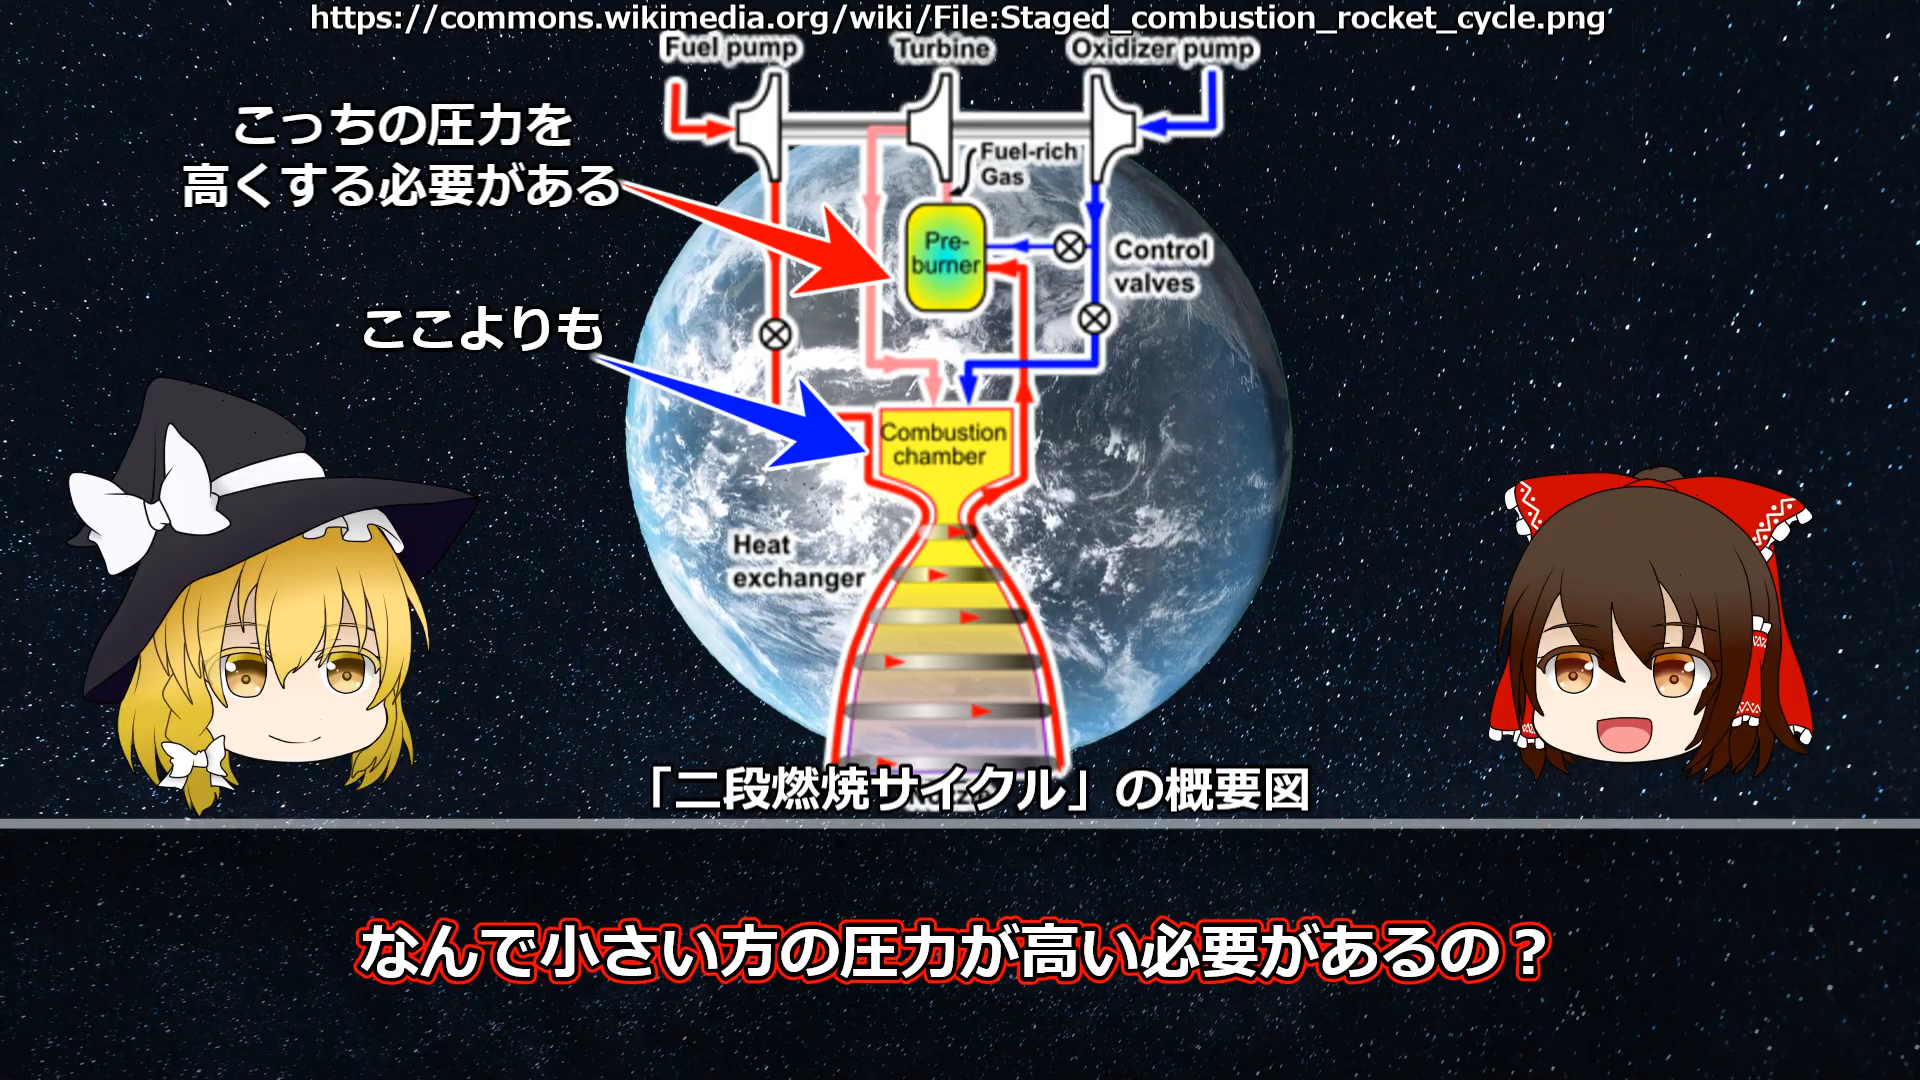 https://commons.wikimedia.org/wiki/File:Staged_combustion_rocket_cycle.png
Fuel pump
Turbine
Oxidizer pump
こっちの圧力を
高くする必要がある
Fuel-rich
Gas
Pre-
burner
Control
valves
ここよりも
Combustion
chamber
Heat
exchanger
「二段燃焼サイクル」の概要図
なんで小さい方の圧力が高い必要があるの？